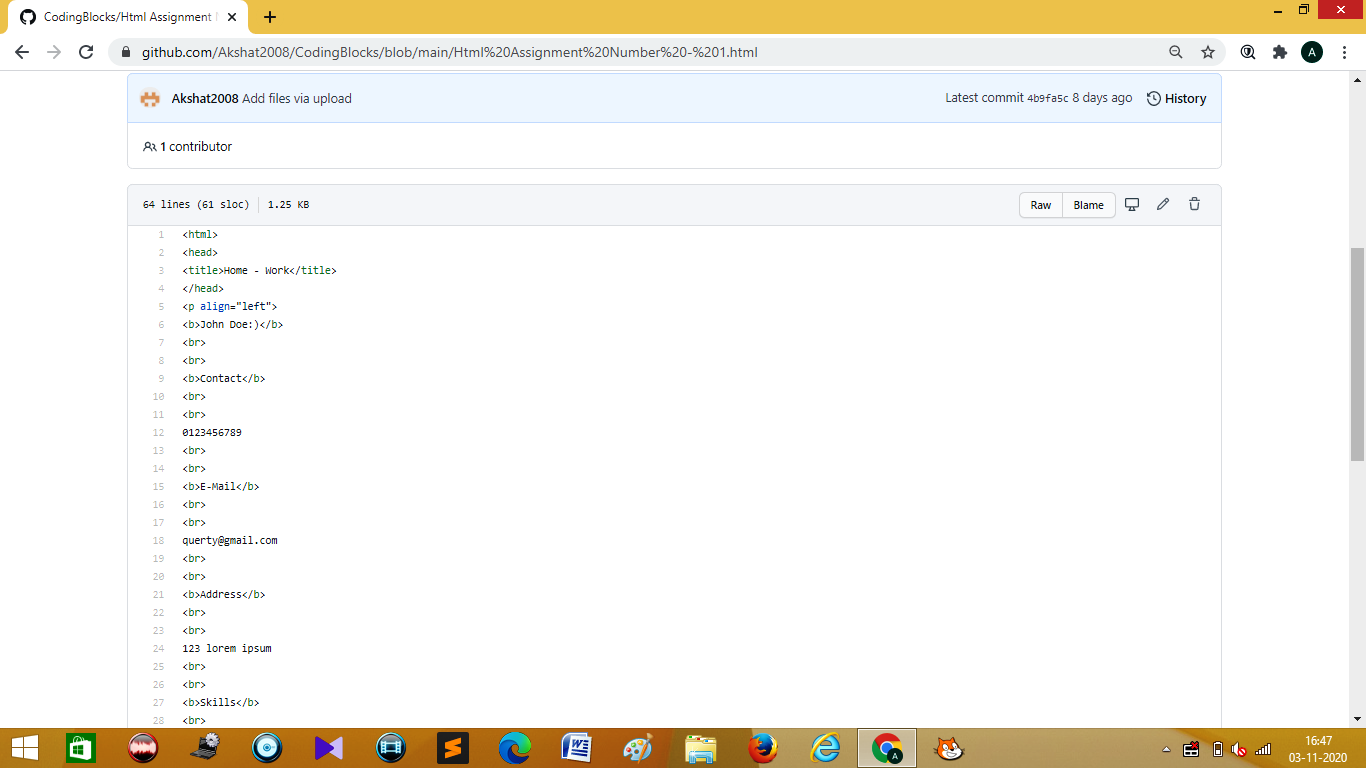 CodingBlocks/Html Assignment
github.com/Akshat2008/CodingBlocks/blob/main/Html%20Assignment%20Number%20-%201.html
A
Akshat2008 Add files via upload
Latest commit 4b9fa5c 8 days ago
History
1 contributor
64 lines (61 sloc) 1.25 KB
Raw
Blame
1 <html>
2 <head>
3 <title>Home - Work</title>
4 </head>
5 <p align="left">
6 <b>John Doe:)</b>
7 <br>
8 <br>
9 <b>Contact</b>
10 <br>
11 <br>
12 0123456789
13 <br>
14 <br>
15 <b>E-Mail</b>
16 <br>
17 <br>
18 querty@gmail.com
19 <br>
20 <br>
21 <b>Address</b>
22 <br>
23 <br>
24 123 lorem ipsum
25 <br>
26 <br>
27 <b>Skills</b>
28 <br>
16:47
03-11-2020